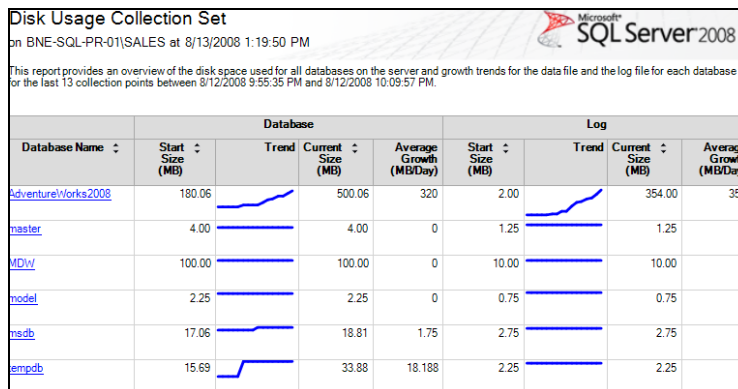 Disk Usage Collection Set
on BNE-SQL-PR-01\SALES at 8/13/2008 1:19:50 PM
Microsoft SQL Server 2008
This report provides an overview of the disk space used for all databases on the server and growth trends for the data file and the log file for each database
for the last 13 collection points between 8/12/2008 9:55:35 PM and 8/12/2008 10:09:57 PM.
Database Log
Database Name Start Size (MB) Trend Current Size (MB) Average Growth (MB/Day) Start Size (MB) Trend Current Size (MB)
AdventureWorks2008 180.06 500.06 320 2.00 354.00 35
master 4.00 4.00 0 1.25 1.25
MDW 100.00 100.00 0 10.00 10.00
model 2.25 2.25 0 0.75 0.75
msdb 17.06 18.81 1.75 2.75 2.75
tempdb 15.69 33.88 18.188 2.25 2.25